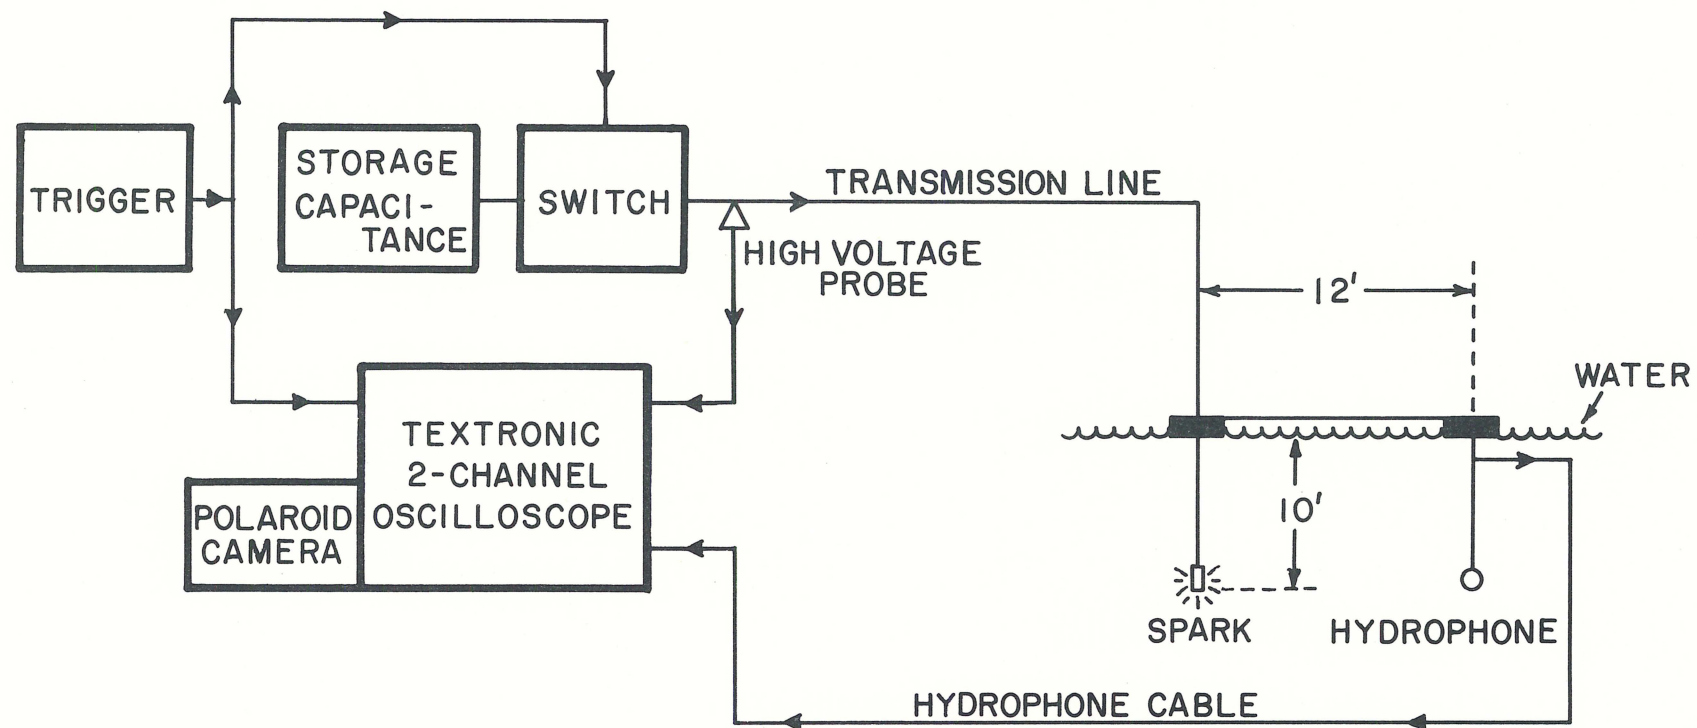 TRIGGER
STORAGE
CAPACI-
TANCE
SWITCH
TRANSMISSION LINE
HIGH VOLTAGE
PROBE
12'
WATER
TEXTRONIC
2-CHANNEL
OSCILLOSCOPE
POLAROID
CAMERA
10'
SPARK
HYDROPHONE
HYDROPHONE CABLE